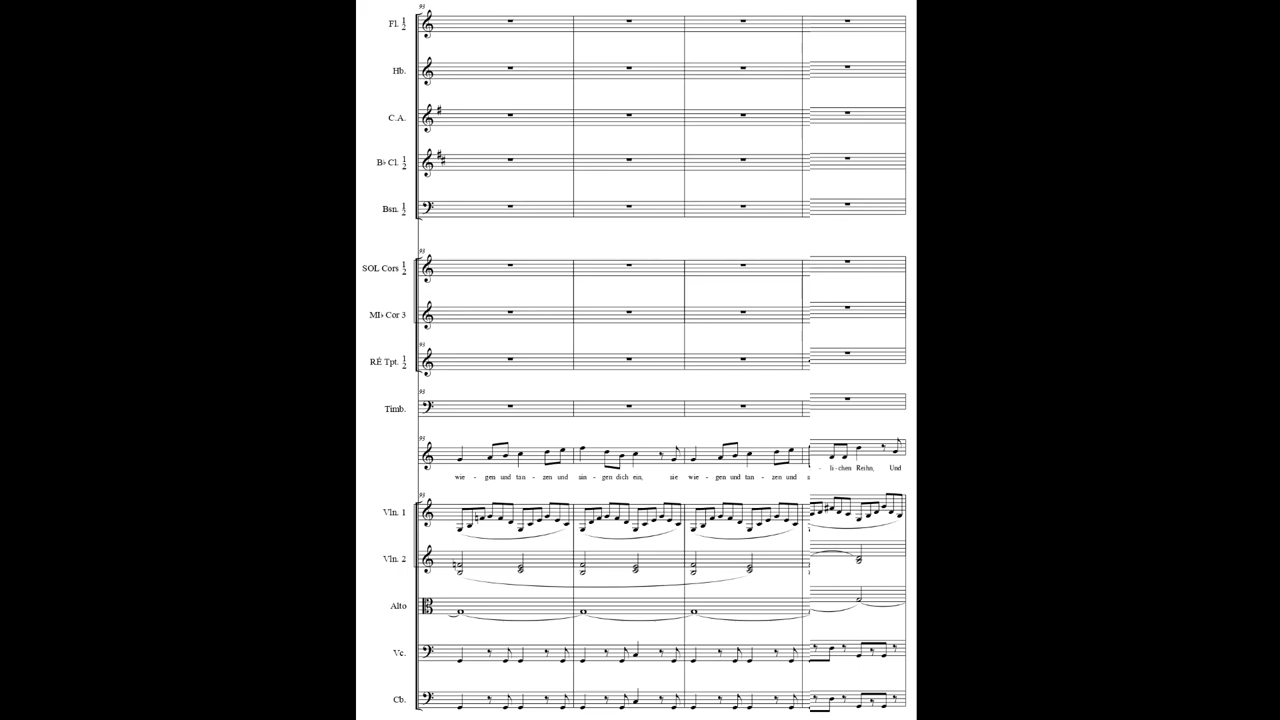 93
Fl. 1 2
Hb.
C.A.
B♭ Cl. 1 2
Bsn. 1 2
93
SOL Cors 1 2
MI♭ Cor 3
93
RÉ Tpt. 1 2
93
Timb.
93
wie - gen und tan - zen und sin - gen dich ein, sie wie - gen und tan - zen und s
- li-chen Reihn, Und
93
Vln. 1
Vln. 2
Alto
Vc.
Cb.